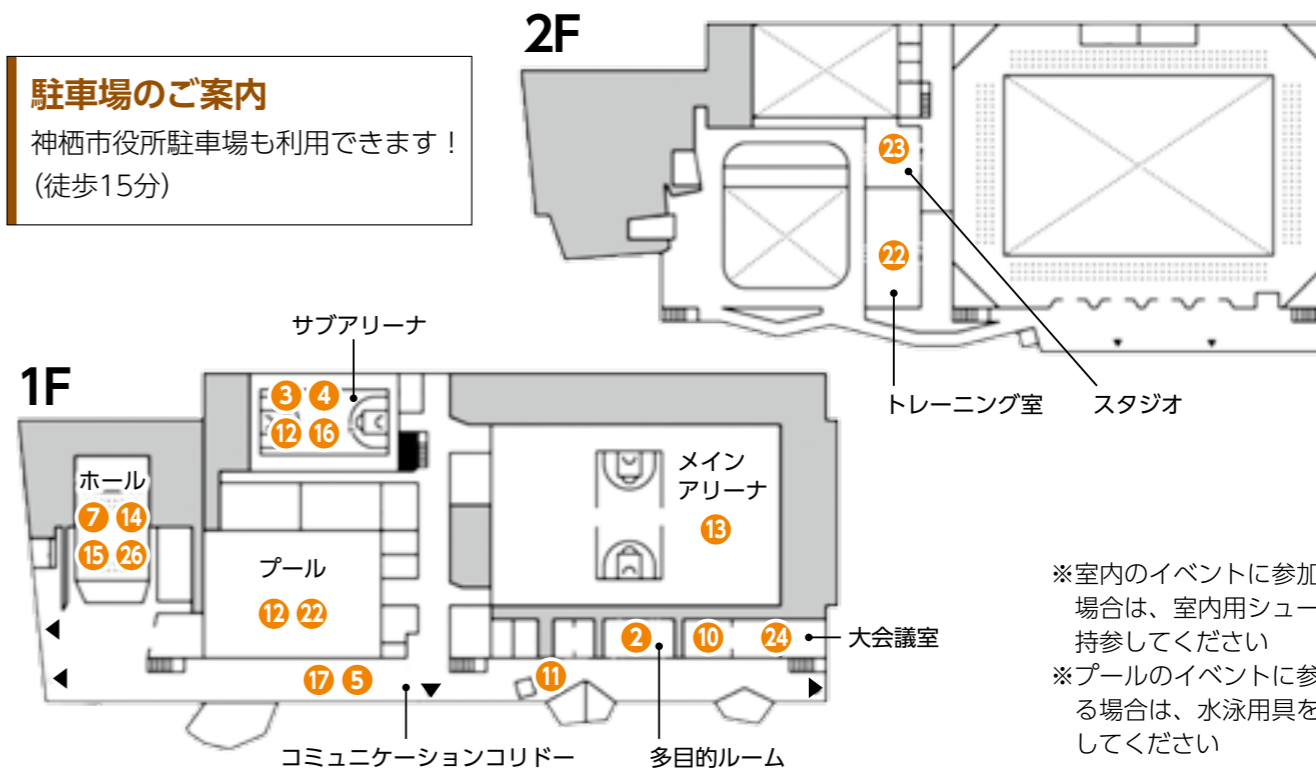 2F
駐車場のご案内
神栖市役所駐車場も利用できます！
(徒歩15分)
23
22
トレーニング室
スタジオ
サブアリーナ
1F
3 4
12 16
ホール
7 14
15 26
プール
12 22
メイン
アリーナ
13
2
10
24
大会議室
17 5
11
コミュニケーションコリドー
多目的ルーム
※室内のイベントに参加
場合は、室内用シュー
持参してください
※プールのイベントに参
る場合は、水泳用具を
してください